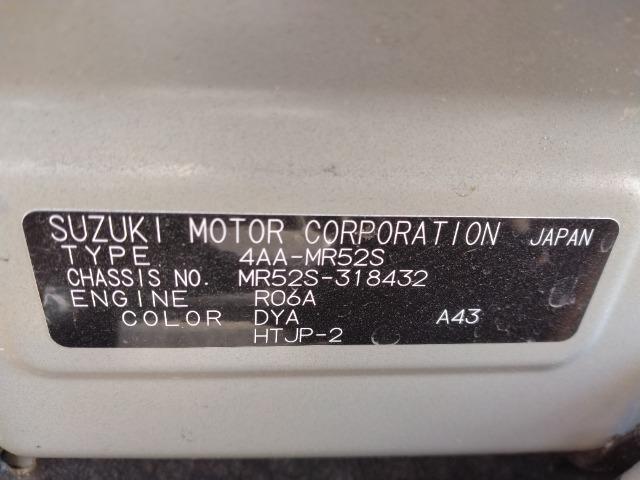 SUZUKI MOTOR CORPORATION JAPAN
TYPE 4AA-MR52S
CHASSIS NO. MR52S-318432
ENGINE R06A
COLOR DYA A43
HTJP-2